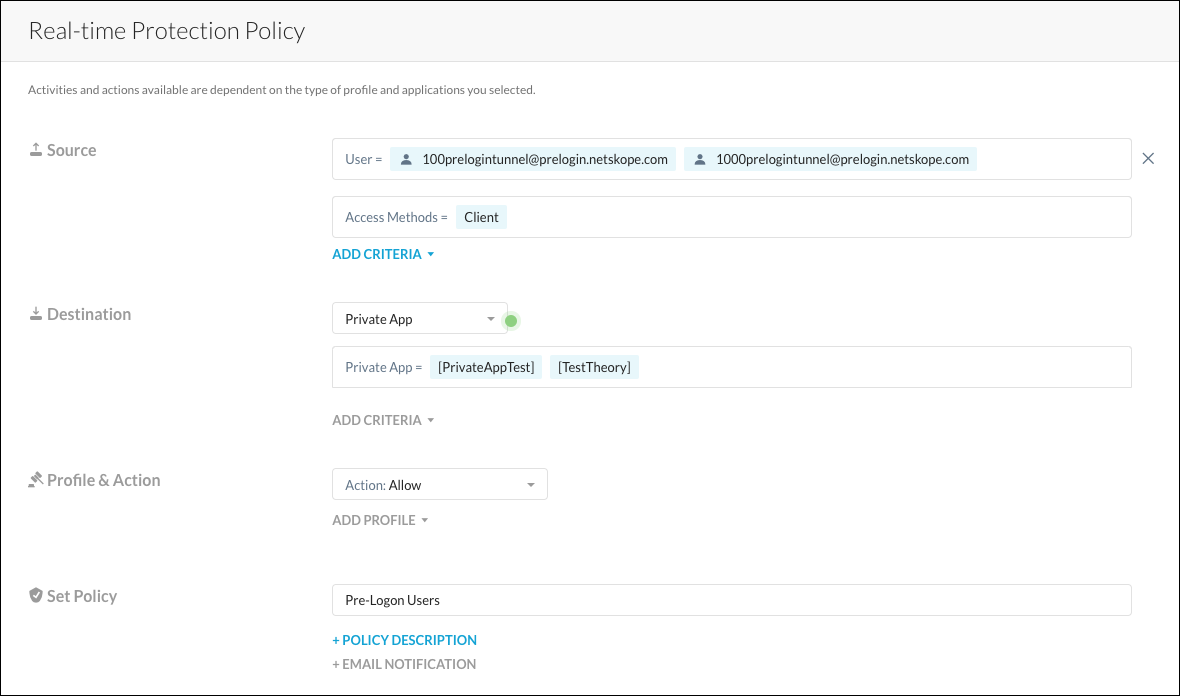 Real-time Protection Policy
Activities and actions available are dependent on the type of profile and applications you selected.
Source
User = 100prelogintunnel@prelogin.netskope.com 1000prelogintunnel@prelogin.netskope.com
Access Methods = Client
ADD CRITERIA
Destination
Private App
Private App = [PrivateAppTest] [TestTheory]
ADD CRITERIA
Profile & Action
Action: Allow
ADD PROFILE
Set Policy
Pre-Logon Users
+ POLICY DESCRIPTION
+ EMAIL NOTIFICATION